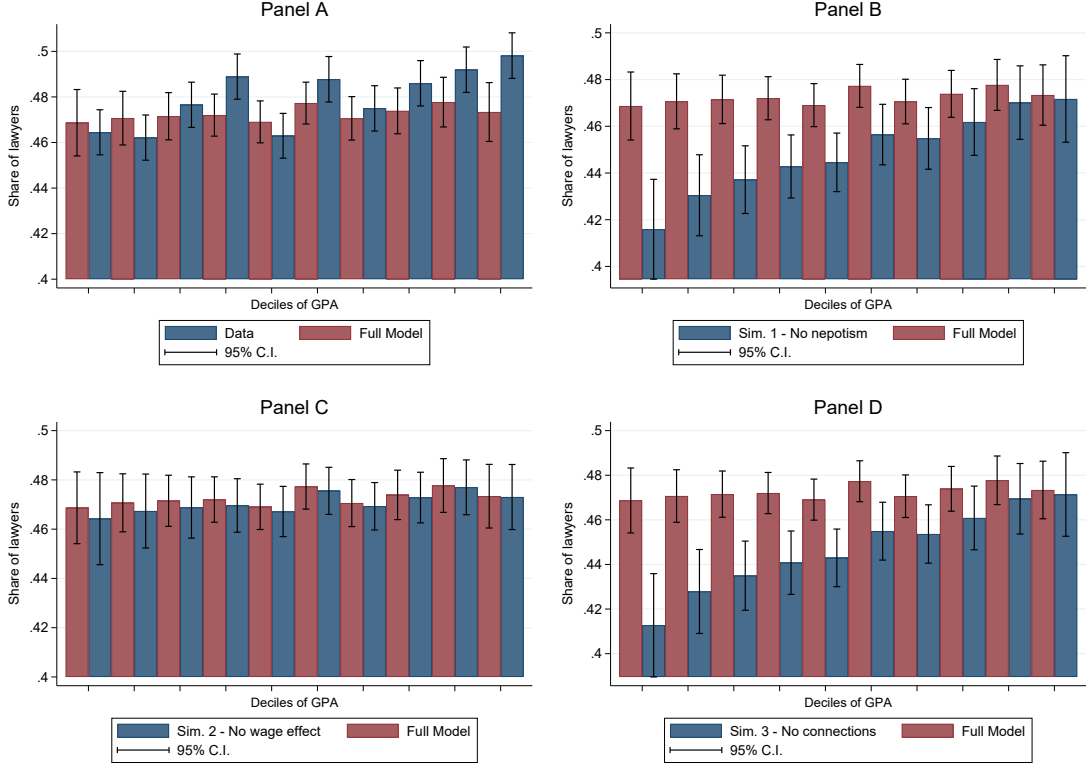 Panel A
Share of lawyers
.5
.48
.46
.44
.42
.4
Deciles of GPA
Data
Full Model
95% C.I.
Panel B
Share of lawyers
.5
.48
.46
.44
.42
.4
Deciles of GPA
Sim. 1 - No nepotism
Full Model
95% C.I.
Panel C
Share of lawyers
.5
.48
.46
.44
.42
.4
Deciles of GPA
Sim. 2 - No wage effect
Full Model
95% C.I.
Panel D
Share of lawyers
.5
.48
.46
.44
.42
.4
Deciles of GPA
Sim. 3 - No connections
Full Model
95% C.I.